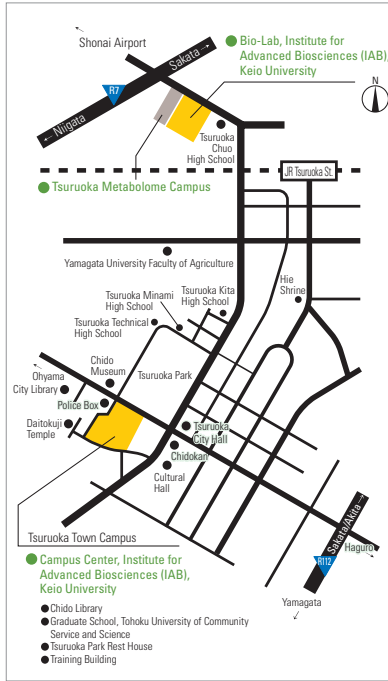 Shonai Airport
Bio-Lab, Institute for
Advanced Biosciences (IAB),
Keio University
Sakata
R7
Niigata
N
Tsuruoka
Chuo
High School
JR Tsuruoka St.
Tsuruoka Metabolome Campus
Yamagata University Faculty of Agriculture
Hie
Shrine
Tsuruoka Kita
High School
Tsuruoka Minami
High School
Tsuruoka Technical
High School
Chido
Museum
Tsuruoka Park
Ohyama
City Library
Police Box
Daitokuji
Temple
Tsuruoka
City Hall
Chidokan
Cultural
Hall
Sakata/Akita
Haguro
R112
Yamagata
Tsuruoka Town Campus
Campus Center, Institute for
Advanced Biosciences (IAB),
Keio University
Chido Library
Graduate School, Tohoku University of Community
Service and Science
Tsuruoka Park Rest House
Training Building